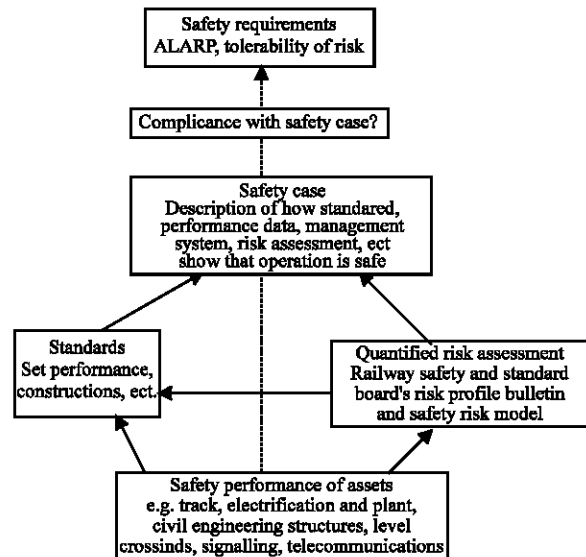 Safety requirements
ALARP, tolerability of risk
Complicance with safety case?
Safety case
Description of how standared,
performance data, management
system, risk assessment, ect
show that operation is safe
Standards
Set performance,
constructions, ect.
Quantified risk assessment
Railway safety and standard
board's risk profile bulletin
and safety risk model
Safety performance of assets
e.g. track, electrification and plant,
civil engineering structures, level
crossinds, signalling, telecommunications